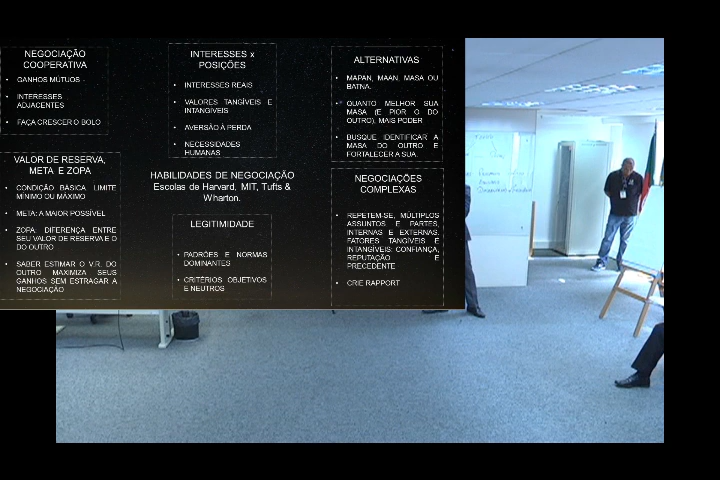 NEGOCIAÇÃO
COOPERATIVA
• GANHOS MÚTUOS
• INTERESSES
ADJACENTES
• FAÇA CRESCER O BOLO
INTERESSES x
POSIÇÕES
• INTERESSES REAIS
• VALORES TANGÍVEIS E
INTANGÍVEIS
• AVERSÃO À PERDA
• NECESSIDADES
HUMANAS
ALTERNATIVAS
• MAPAN, MAAN, MASA OU
BATNA.
• QUANTO MELHOR SUA
MASA (E PIOR O DO
OUTRO), MAIS PODER
• BUSQUE IDENTIFICAR A
MASA DO OUTRO E
FORTALECER A SUA.
VALOR DE RESERVA,
META E ZOPA
• CONDIÇÃO BÁSICA, LIMITE
MÍNIMO OU MÁXIMO
• META: A MAIOR POSSÍVEL
• ZOPA: DIFERENÇA ENTRE
SEU VALOR DE RESERVA E O
DO OUTRO
• SABER ESTIMAR O V.R. DO
OUTRO MAXIMIZA SEUS
GANHOS SEM ESTRAGAR A
NEGOCIAÇÃO
HABILIDADES DE NEGOCIAÇÃO
Escolas de Harvard, MIT, Tufts &
Wharton.
LEGITIMIDADE
• PADRÕES E NORMAS
DOMINANTES
• CRITÉRIOS OBJETIVOS
E NEUTROS
NEGOCIAÇÕES
COMPLEXAS
• REPETEM-SE, MÚLTIPLOS
ASSUNTOS E PARTES,
INTERNAS E EXTERNAS,
FATORES TANGÍVEIS E
INTANGÍVEIS: CONFIANÇA,
REPUTAÇÃO E
PRECEDENTE
• CRIE RAPPORT